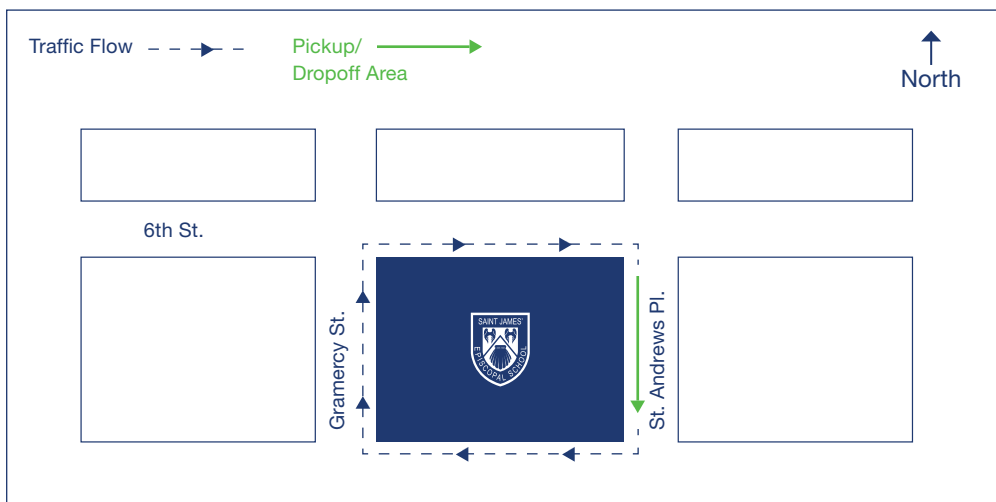 Traffic Flow
Pickup/
Dropoff Area
North
6th St.
Gramercy St.
SAINT JAMES'
EPISCOPAL SCHOOL
St. Andrews Pl.